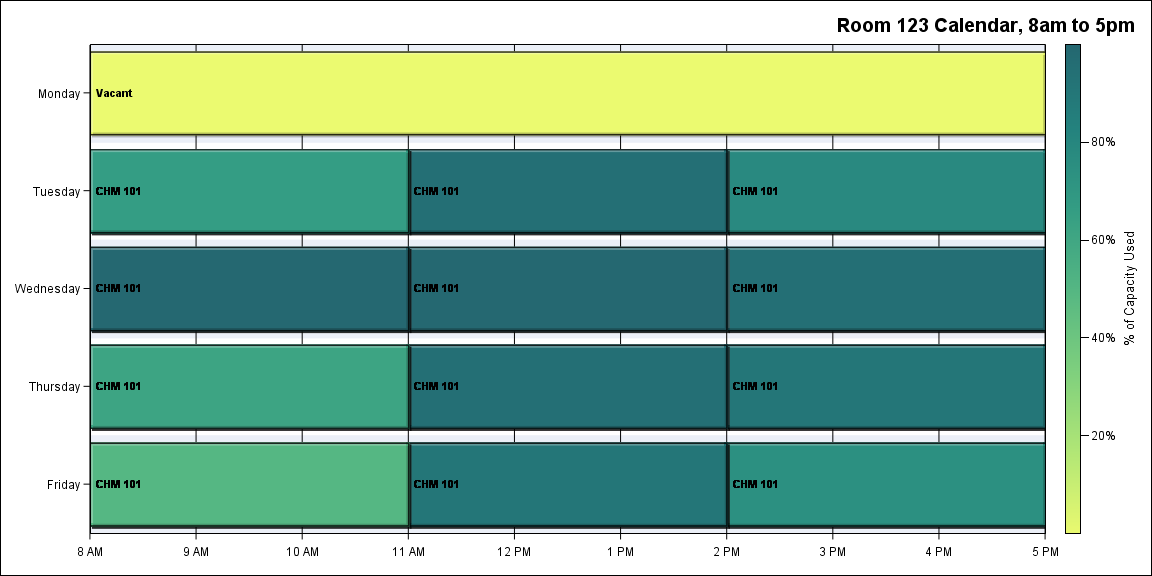 Room 123 Calendar, 8am to 5pm
Monday
Vacant
Tuesday
CHM 101
CHM 101
CHM 101
Wednesday
CHM 101
CHM 101
CHM 101
Thursday
CHM 101
CHM 101
CHM 101
Friday
CHM 101
CHM 101
CHM 101
8 AM
9 AM
10 AM
11 AM
12 PM
1 PM
2 PM
3 PM
4 PM
5 PM
80%
60%
40%
20%
% of Capacity Used